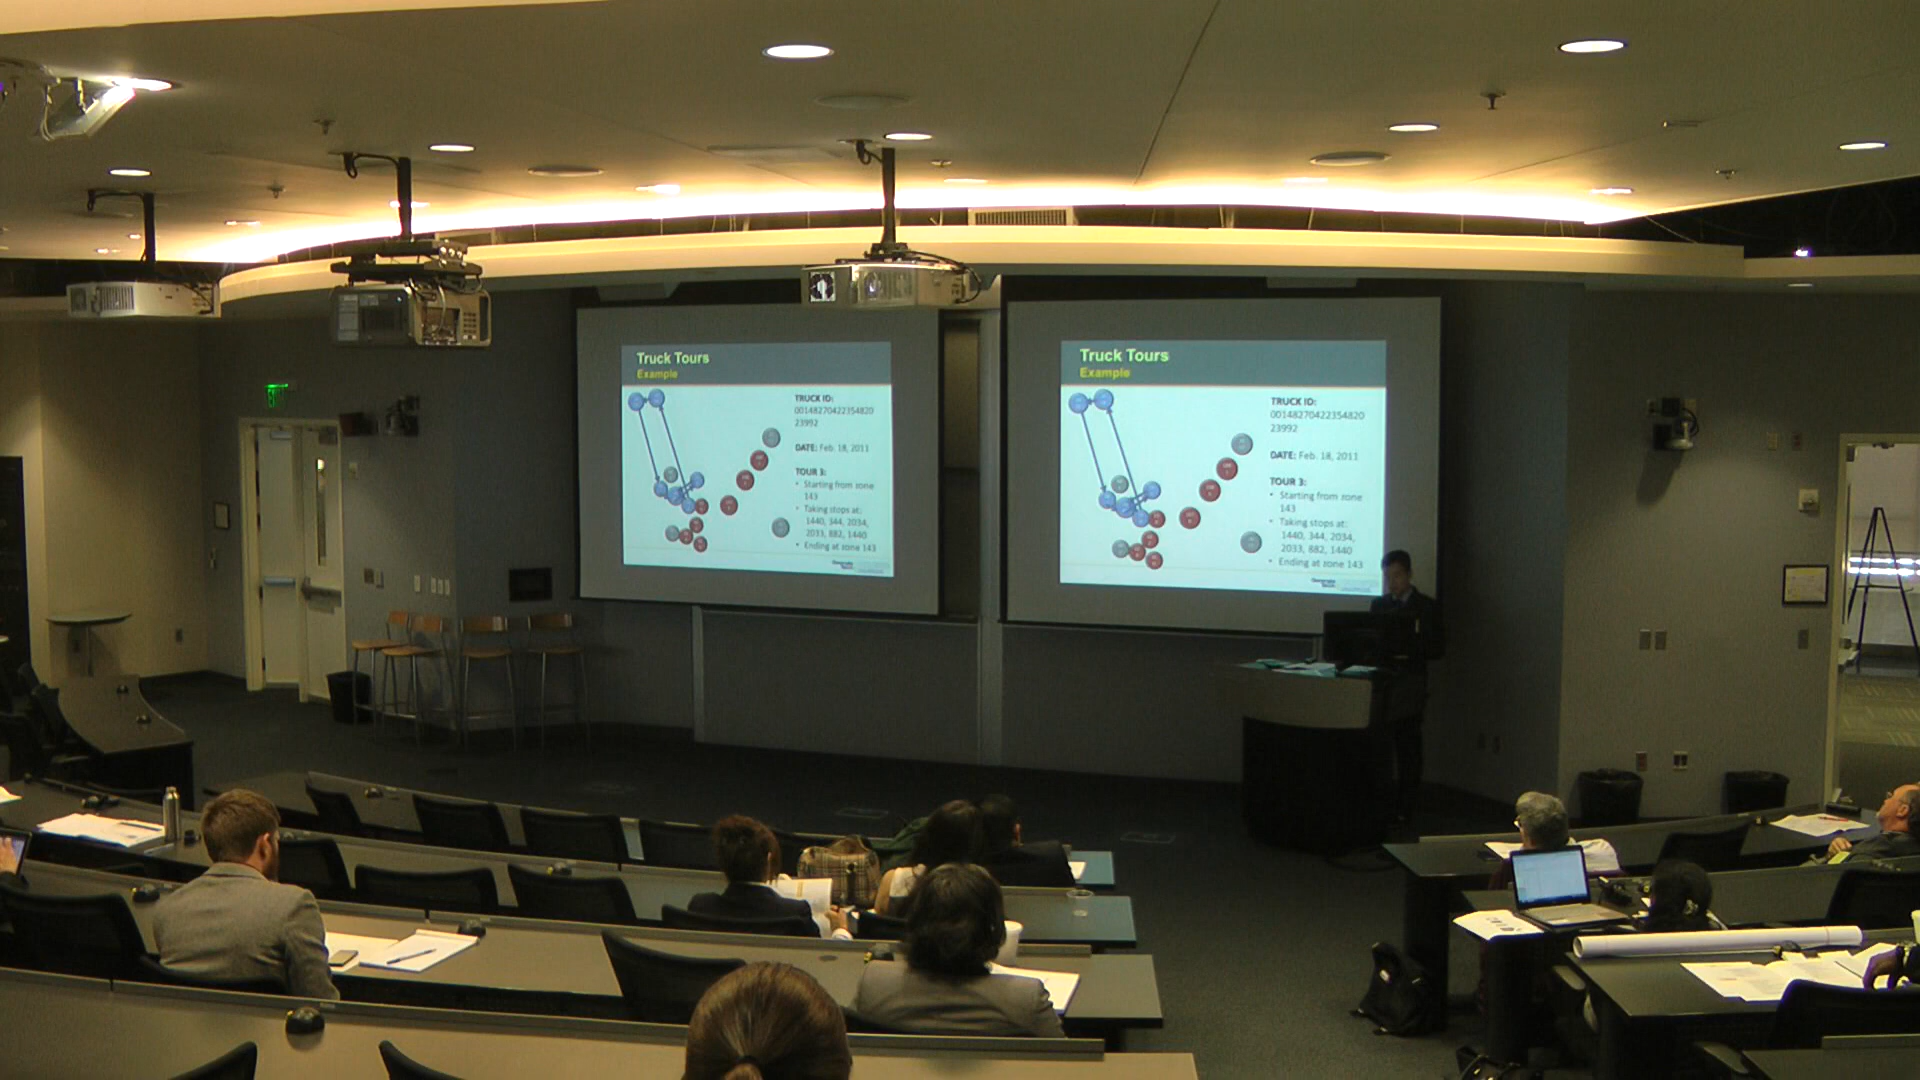 Truck Tours
Example
TRUCK ID:
00148270422354820
23992
DATE: Feb. 18, 2011
TOUR 3:
• Starting from zone
143
• Taking stops at:
1440, 344, 2034,
2033, 882, 1440
• Ending at zone 143
Truck Tours
Example
TRUCK ID:
00148270422354820
23992
DATE: Feb. 18, 2011
TOUR 3:
• Starting from zone
143
• Taking stops at:
1440, 344, 2034,
2033, 882, 1440
• Ending at zone 143